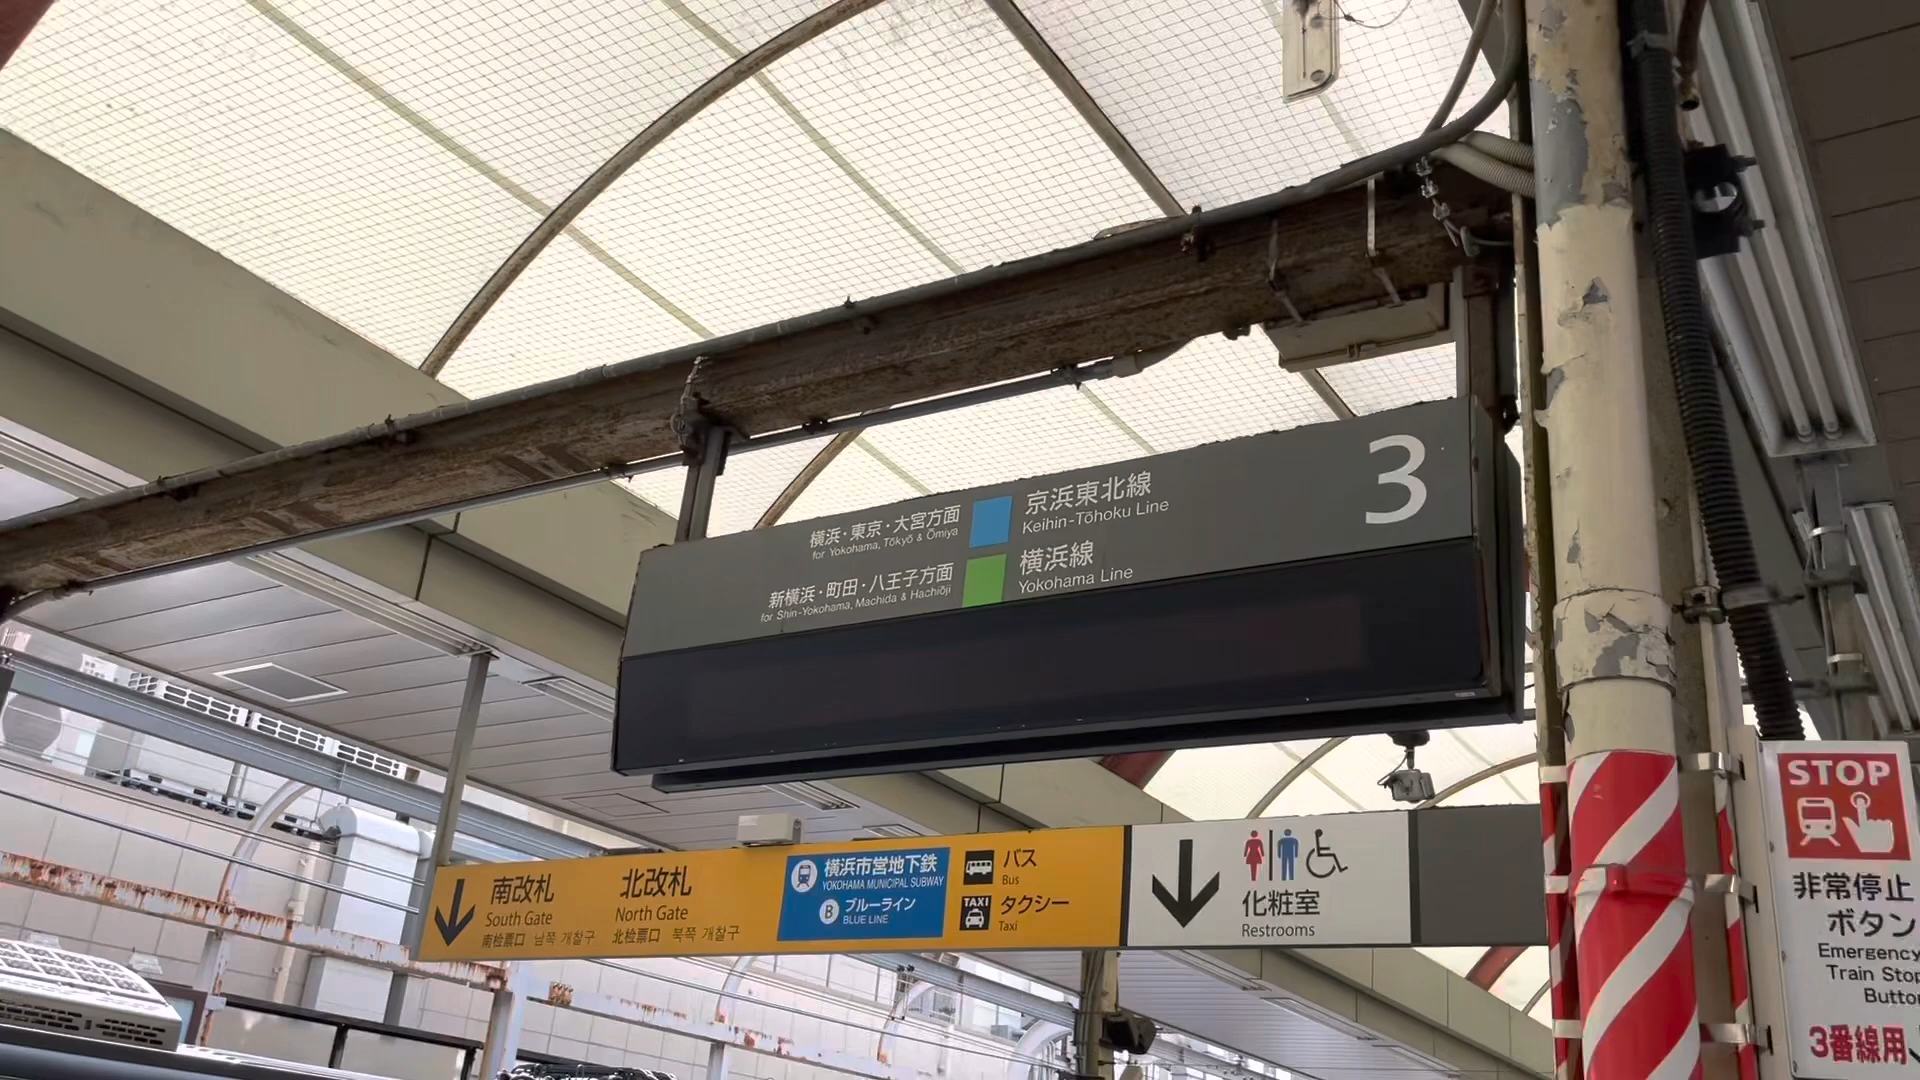 横浜・東京・大宮方面
for Yokohama, Tōkyō & Ōmiya
京浜東北線
Keihin-Tōhoku Line
3
新横浜・町田・八王子方面
for Shin-Yokohama, Machida & Hachiōji
横浜線
Yokohama Line
南改札
South Gate
南检票口 남쪽 개찰구
北改札
North Gate
北检票口 북쪽 개찰구
横浜市営地下鉄
YOKOHAMA MUNICIPAL SUBWAY
B ブルーライン
BLUE LINE
バス
Bus
TAXI
タクシー
Taxi
化粧室
Restrooms
STOP
非常停止
ボタン
Emergency
Train Stop
Button
3番線用